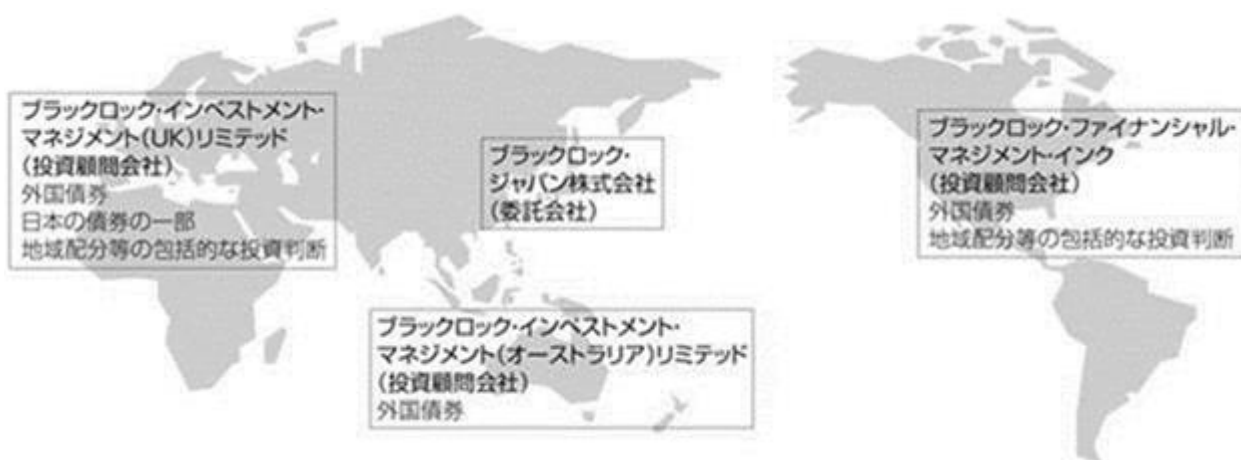 ブラックロック・インベストメント・
マネジメント(UK)リミテッド
(投資顧問会社)
外国債券
日本の債券の一部
地域配分等の包括的な投資判断
ブラックロック・
ジャパン株式会社
(委託会社)
ブラックロック・ファイナンシャル・
マネジメント・インク
(投資顧問会社)
外国債券
地域配分等の包括的な投資判断
ブラックロック・インベストメント・
マネジメント(オーストラリア)リミテッド
(投資顧問会社)
外国債券